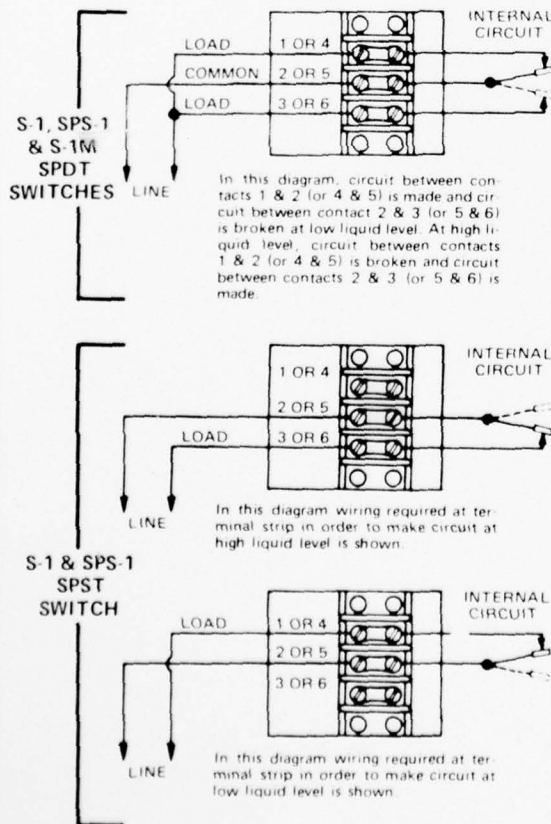 INTERNAL
CIRCUIT
LOAD
1 OR 4
COMMON
2 OR 5
LOAD
3 OR 6
S-1, SPS-1
& S-1M
SPDT
SWITCHES
LINE
In this diagram, circuit between con-
tacts 1 & 2 (or 4 & 5) is made and cir
cuit between contact 2 & 3 (or 5 & 6)
is broken at low liquid level. At high li-
quid level, circuit between contacts
1 & 2 (or 4 & 5) is broken and circuit
between contacts 2 & 3 (or 5 & 6) is
made.
INTERNAL
CIRCUIT
1 OR 4
2 OR 5
LOAD
3 OR 6
LINE
In this diagram wiring required at ter-
minal strip in order to make circuit at
high liquid level is shown.
S-1 & SPS-1
SPST
SWITCH
INTERNAL
CIRCUIT
LOAD
1 OR 4
2 OR 5
3 OR 6
LINE
In this diagram wiring required at ter-
minal strip in order to make circuit at
low liquid level is shown.